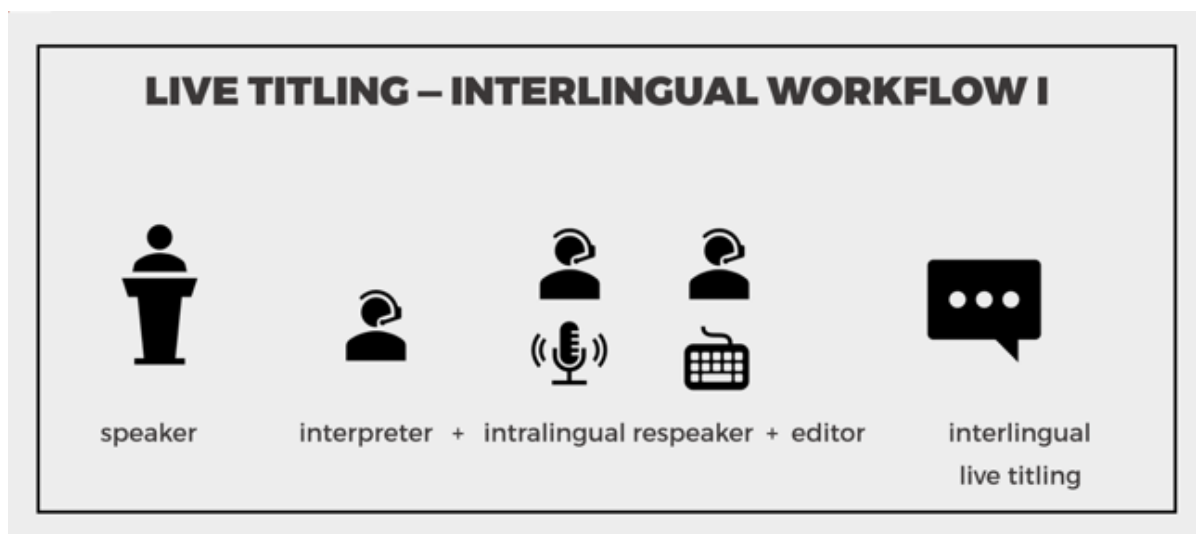 LIVE TITLING – INTERLINGUAL WORKFLOW I
speaker
interpreter + intralingual respeaker + editor
interlingual
live titling